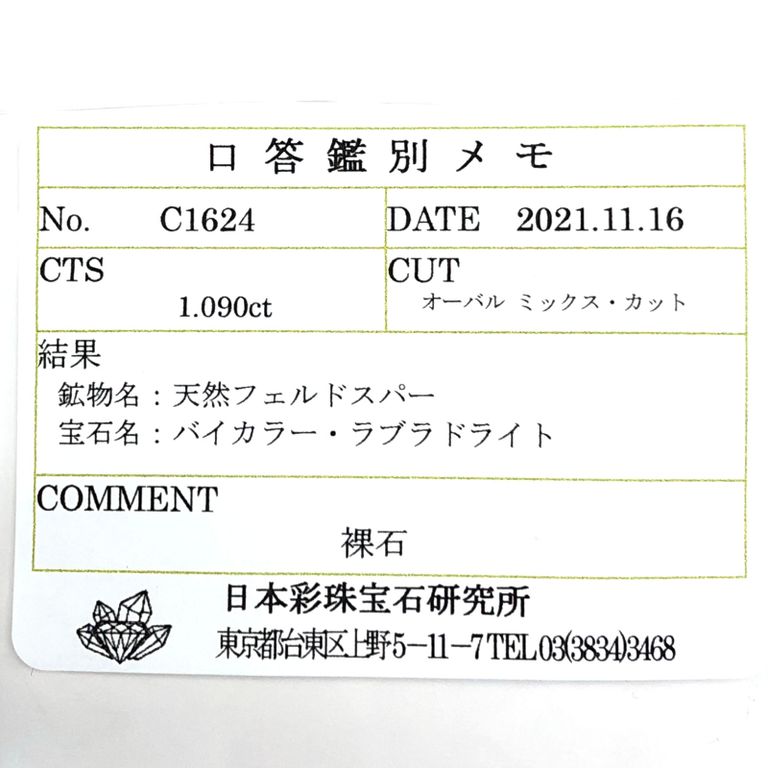 口答鑑別メモ
No. C1624 DATE 2021.11.16
CTS CUT
1.090ct オーバル ミックス・カット
結果
鉱物名：天然フェルドスパー
宝石名：バイカラー・ラブラドライト
COMMENT
裸石
日本彩珠宝石研究所
東京都台東区上野5－11－7 TEL 03(3834)3468